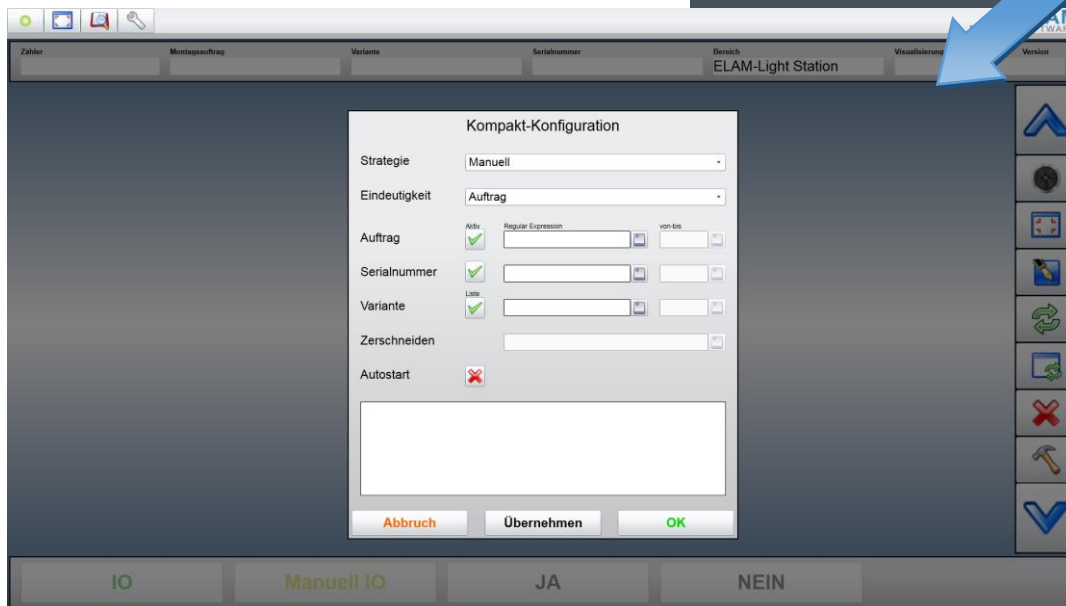 Zähler Montageauftrag Variante Serialnummer Bereich Visualisierung Version
ELAM-Light Station
Kompakt-Konfiguration
Strategie Manuell
Eindeutigkeit Auftrag
Aktiv Regular Expression von-bis
Auftrag
Serialnummer
Liste
Variante
Zerschneiden
Autostart
Abbruch Übernehmen OK
IO Manuell IO JA NEIN